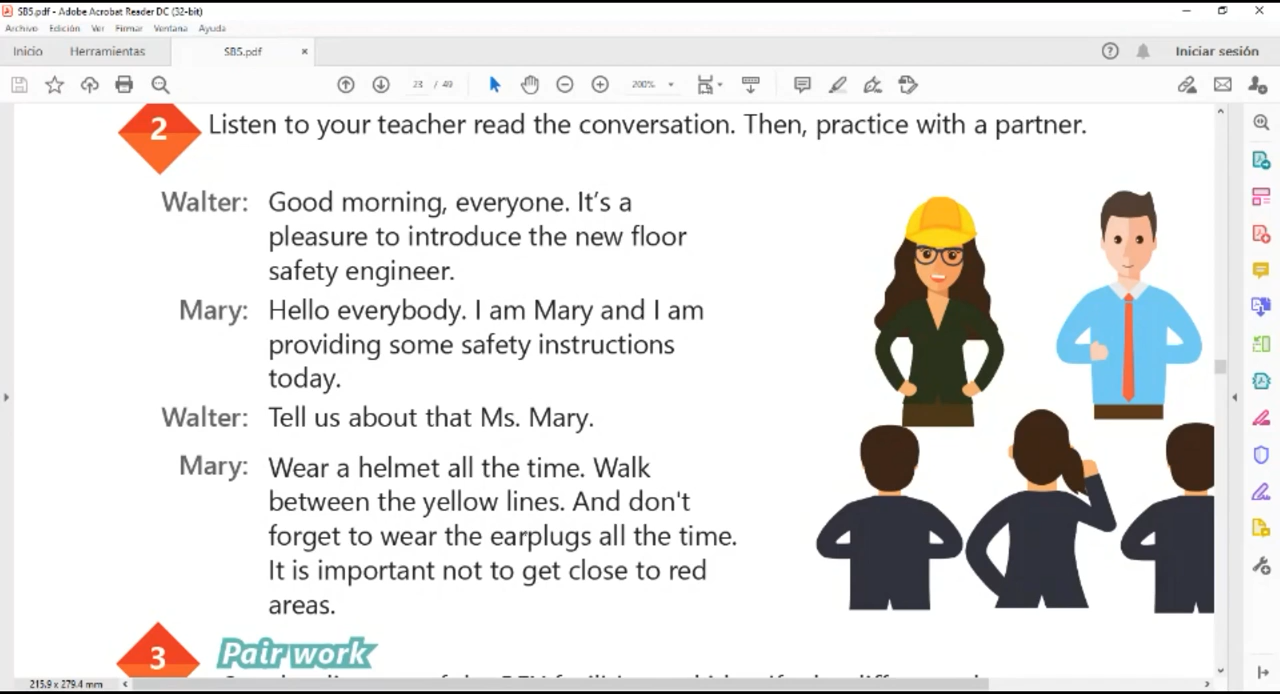 SB5.pdf - Adobe Acrobat Reader DC (32-bit)
Archivo Edición Ver Firmar Ventana Ayuda
Inicio Herramientas SB5.pdf × Iniciar sesión
23 / 49 200%
2 Listen to your teacher read the conversation. Then, practice with a partner.
Walter: Good morning, everyone. It's a
pleasure to introduce the new floor
safety engineer.
Mary: Hello everybody. I am Mary and I am
providing some safety instructions
today.
Walter: Tell us about that Ms. Mary.
Mary: Wear a helmet all the time. Walk
between the yellow lines. And don't
forget to wear the earplugs all the time.
It is important not to get close to red
areas.
3 Pair work
215.9 x 279.4 mm